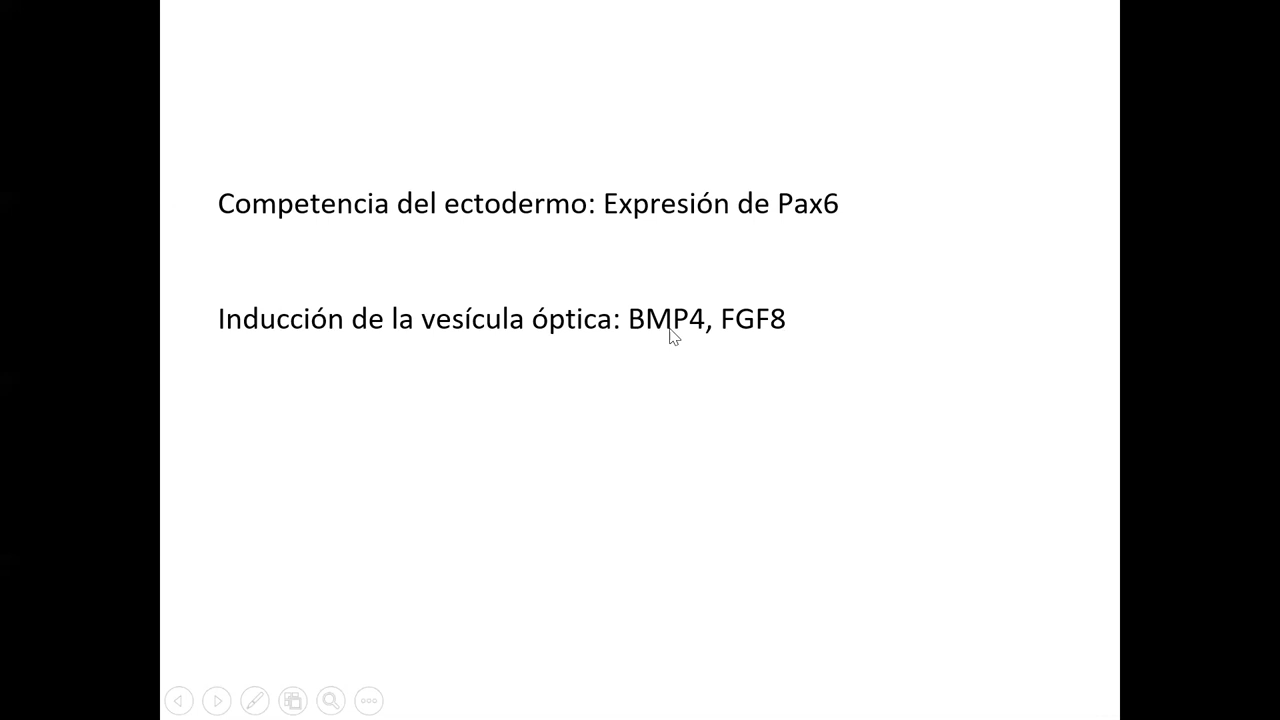 Competencia del ectodermo: Expresión de Pax6
Inducción de la vesícula óptica: BMP4, FGF8